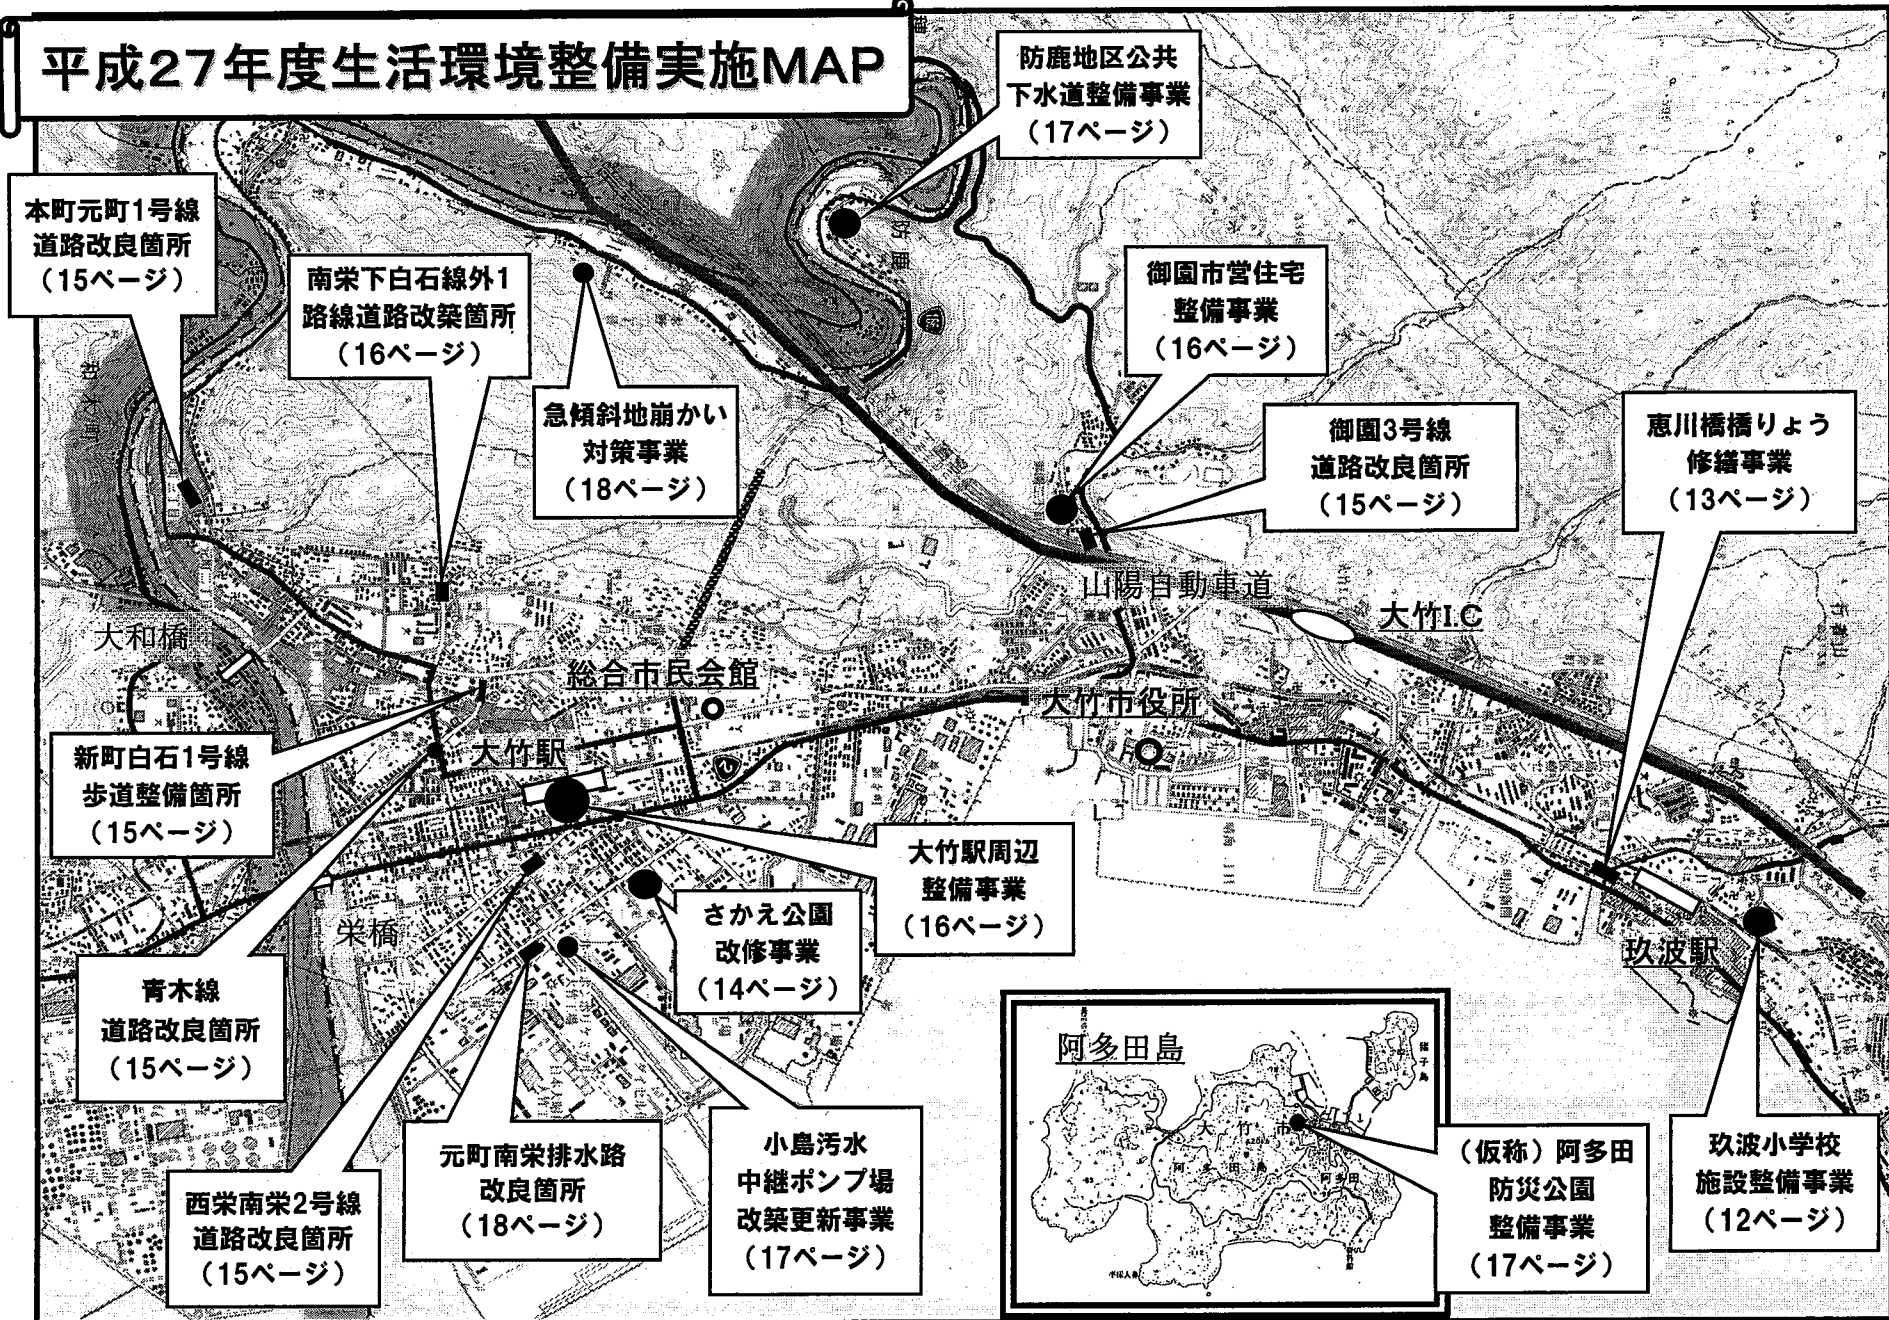 平成27年度生活環境整備実施MAP
防鹿地区公共
下水道整備事業
（17ページ）
本町元町1号線
道路改良箇所
（15ページ）
南栄下白石線外1
路線道路改築箇所
（16ページ）
急傾斜地崩かい
対策事業
（18ページ）
御園市営住宅
整備事業
（16ページ）
御園3号線
道路改良箇所
（15ページ）
恵川橋橋りょう
修繕事業
（13ページ）
防鹿
山陽自動車道
大竹I.C
大和橋
総合市民会館
大竹市役所
大竹駅
新町白石1号線
歩道整備箇所
（15ページ）
大竹駅周辺
整備事業
（16ページ）
さかえ公園
改修事業
（14ページ）
栄橋
玖波駅
青木線
道路改良箇所
（15ページ）
西栄南栄2号線
道路改良箇所
（15ページ）
元町南栄排水路
改良箇所
（18ページ）
小島汚水
中継ポンプ場
改築更新事業
（17ページ）
阿多田島
猪子島
大竹市
阿多田島
阿多田
（仮称）阿多田
防災公園
整備事業
（17ページ）
玖波小学校
施設整備事業
（12ページ）